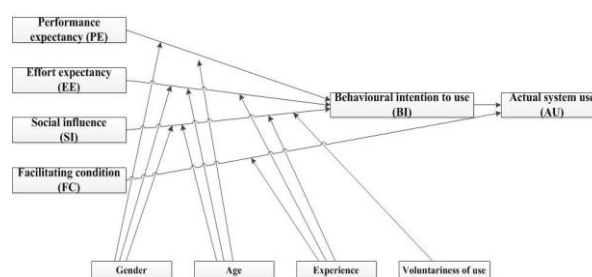 Performance
expectancy (PE)
Effort expectancy
(EE)
Social influence
(SI)
Facilitating condition
(FC)
Behavioural intention to use
(BI)
Actual system use
(AU)
Gender
Age
Experience
Voluntariness of use